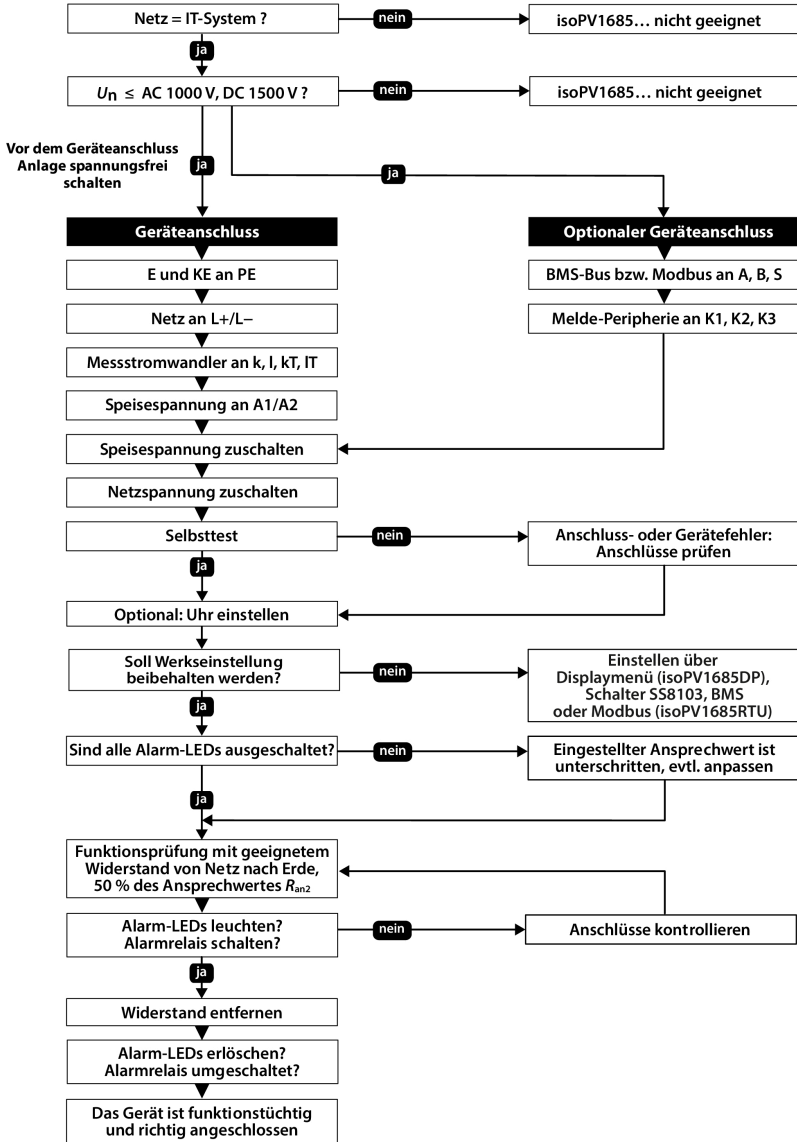 Netz = IT-System ?
nein
isoPV1685… nicht geeignet
ja
Un ≤ AC 1000 V, DC 1500 V ?
nein
isoPV1685… nicht geeignet
Vor dem Geräteanschluss
Anlage spannungsfrei
schalten
ja
ja
Geräteanschluss
Optionaler Geräteanschluss
E und KE an PE
BMS-Bus bzw. Modbus an A, B, S
Netz an L+/L−
Melde-Peripherie an K1, K2, K3
Messstromwandler an k, l, kT, lT
Speisespannung an A1/A2
Speisespannung zuschalten
Netzspannung zuschalten
Selbsttest
nein
Anschluss- oder Gerätefehler:
Anschlüsse prüfen
ja
Optional: Uhr einstellen
Soll Werkseinstellung
beibehalten werden?
nein
Einstellen über
Displaymenü (isoPV1685DP),
Schalter SS8103, BMS
oder Modbus (isoPV1685RTU)
ja
Sind alle Alarm-LEDs ausgeschaltet?
nein
Eingestellter Ansprechwert ist
unterschritten, evtl. anpassen
ja
Funktionsprüfung mit geeignetem
Widerstand von Netz nach Erde,
50 % des Ansprechwertes Ran2
Alarm-LEDs leuchten?
Alarmrelais schalten?
nein
Anschlüsse kontrollieren
ja
Widerstand entfernen
Alarm-LEDs erlöschen?
Alarmrelais umgeschaltet?
Das Gerät ist funktionstüchtig
und richtig angeschlossen